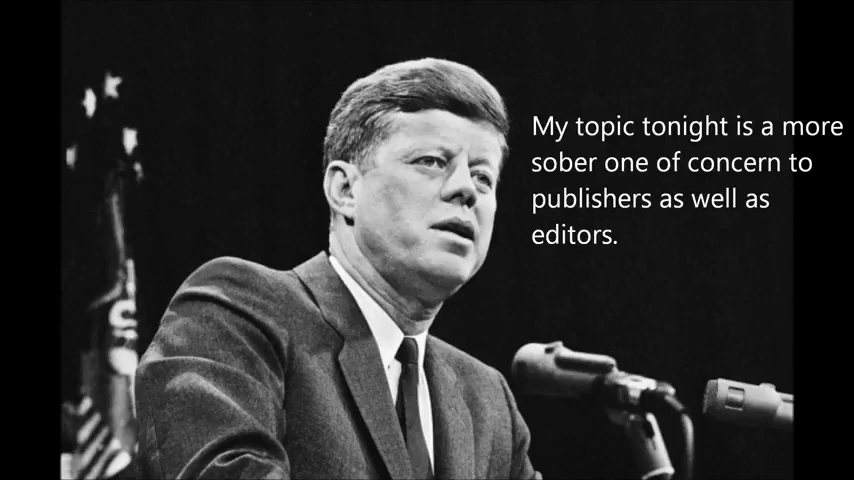 My topic tonight is a more
sober one of concern to
publishers as well as
editors.